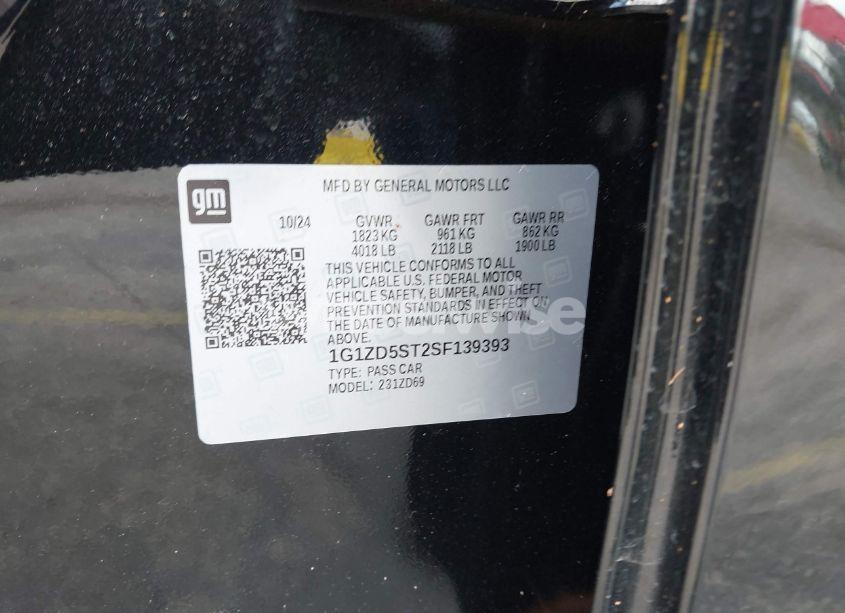 gm
MFD BY GENERAL MOTORS LLC
10/24 GVWR GAWR FRT GAWR RR
1823 KG 961 KG 862 KG
4018 LB 2118 LB 1900 LB
THIS VEHICLE CONFORMS TO ALL
APPLICABLE U.S. FEDERAL MOTOR
VEHICLE SAFETY, BUMPER, AND THEFT
PREVENTION STANDARDS IN EFFECT ON
THE DATE OF MANUFACTURE SHOWN
ABOVE.
1G1ZD5ST2SF139393
TYPE: PASS CAR
MODEL: 231ZD69